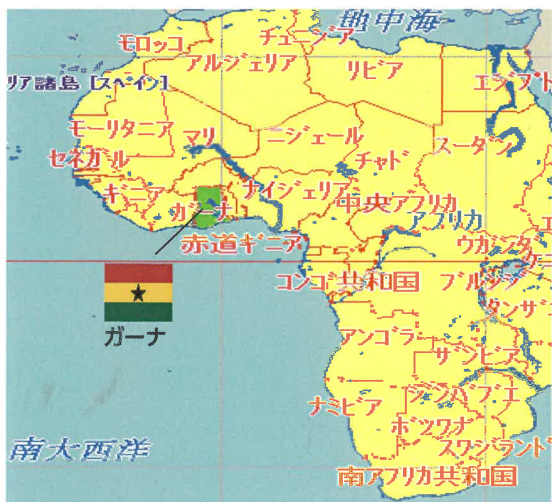 地中海
モロッコ
チュニジア
アルジェリア
リビア
エジプト
リア諸島 [スペイン]
モーリタニア
マリ
ニジェール
チャド
スーダン
セネガル
ギニア
ガーナ
ナイジェリア
中央アフリカ
アフリカ
赤道ギニア
ウガンダ
コンゴ共和国
ブルンジ
タンザニ
ガーナ
アンゴラ
ザンビア
ナミビア
ジンバブエ
ボツワナ
スワジランド
南大西洋
南アフリカ共和国